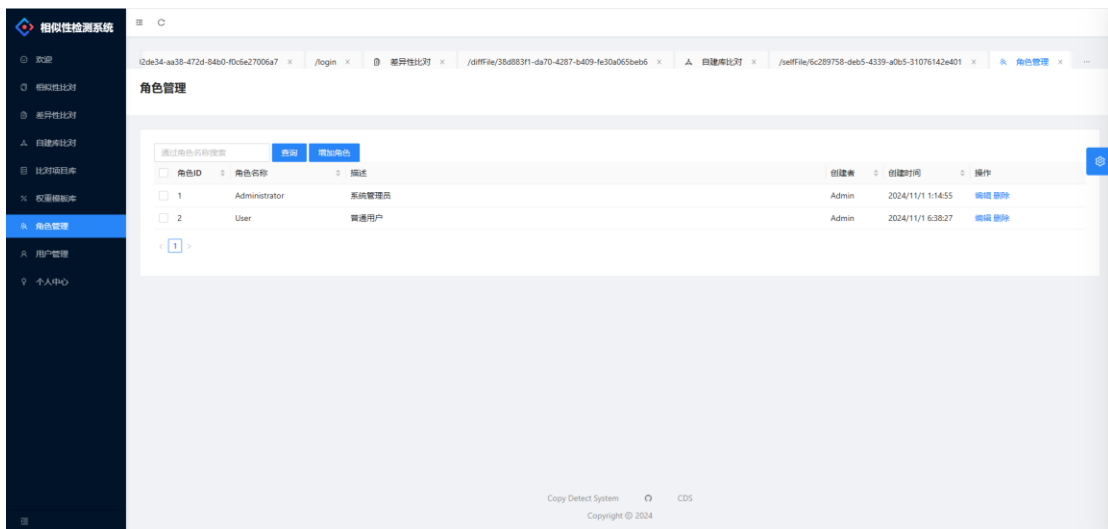 相似性检测系统
欢迎
相似性比对
差异性比对
自建库比对
比对项目库
权重模板库
角色管理
用户管理
个人中心
i2de34-aa38-472d-84b0-f0c6e27006a7 × /login × 差异性比对 × /diffFile/38d883f1-da70-4287-b409-fe30a065beb6 × 自建库比对 × /selfFile/6c289758-deb5-4339-a0b5-31076142e401 × 角色管理 × ...
角色管理
通过角色名称搜索 查询 增加角色
角色ID 角色名称 描述 创建者 创建时间 操作
1 Administrator 系统管理员 Admin 2024/11/1 1:14:55 编辑 删除
2 User 普通用户 Admin 2024/11/1 6:38:27 编辑 删除
< 1 >
Copy Detect System CDS
Copyright © 2024